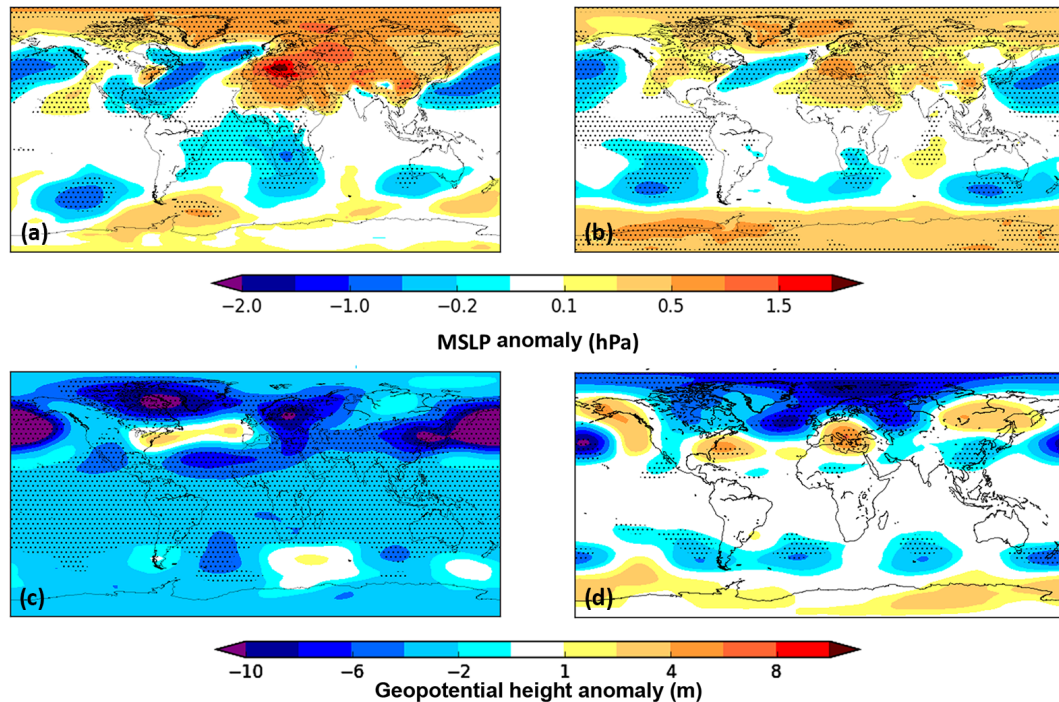 (a)
(b)
−2.0 −1.0 −0.2 0.1 0.5 1.5
MSLP anomaly (hPa)
(c)
(d)
−10 −6 −2 1 4 8
Geopotential height anomaly (m)